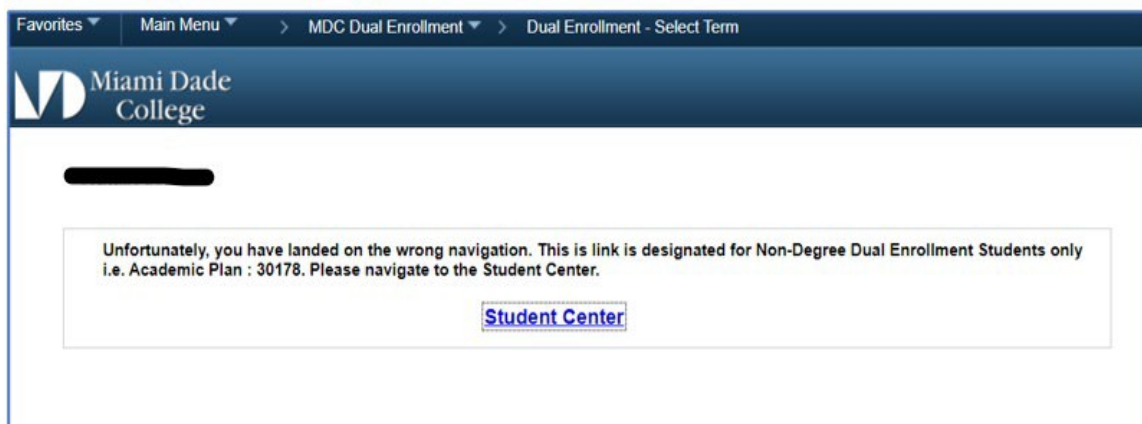 Favorites Main Menu > MDC Dual Enrollment > Dual Enrollment - Select Term
Miami Dade
College
Unfortunately, you have landed on the wrong navigation. This is link is designated for Non-Degree Dual Enrollment Students only
i.e. Academic Plan : 30178. Please navigate to the Student Center.
Student Center